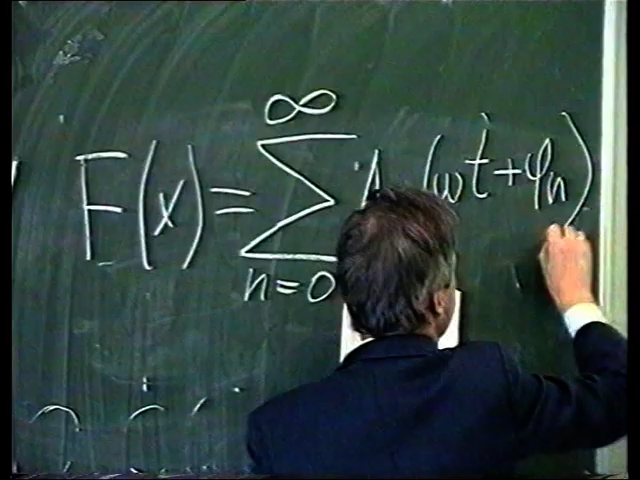 ∞
F(x) = Σ A (ωt+φn)
n=0